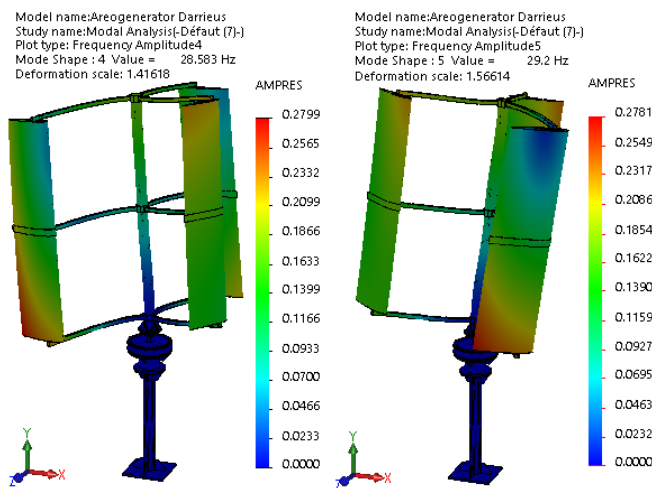 Model name:Areogenerator Darrieus
Study name:Modal Analysis(-Défaut (7)-)
Plot type: Frequency Amplitude4
Mode Shape : 4 Value = 28.583 Hz
Deformation scale: 1.41618
AMPRES
0.2799
0.2565
0.2332
0.2099
0.1866
0.1633
0.1399
0.1166
0.0933
0.0700
0.0466
0.0233
0.0000
Y
Z
X
Model name:Areogenerator Darrieus
Study name:Modal Analysis(-Défaut (7)-)
Plot type: Frequency Amplitude5
Mode Shape : 5 Value = 29.2 Hz
Deformation scale: 1.56614
AMPRES
0.2781
0.2549
0.2317
0.2086
0.1854
0.1622
0.1390
0.1159
0.0927
0.0695
0.0463
0.0232
0.0000
Y
X